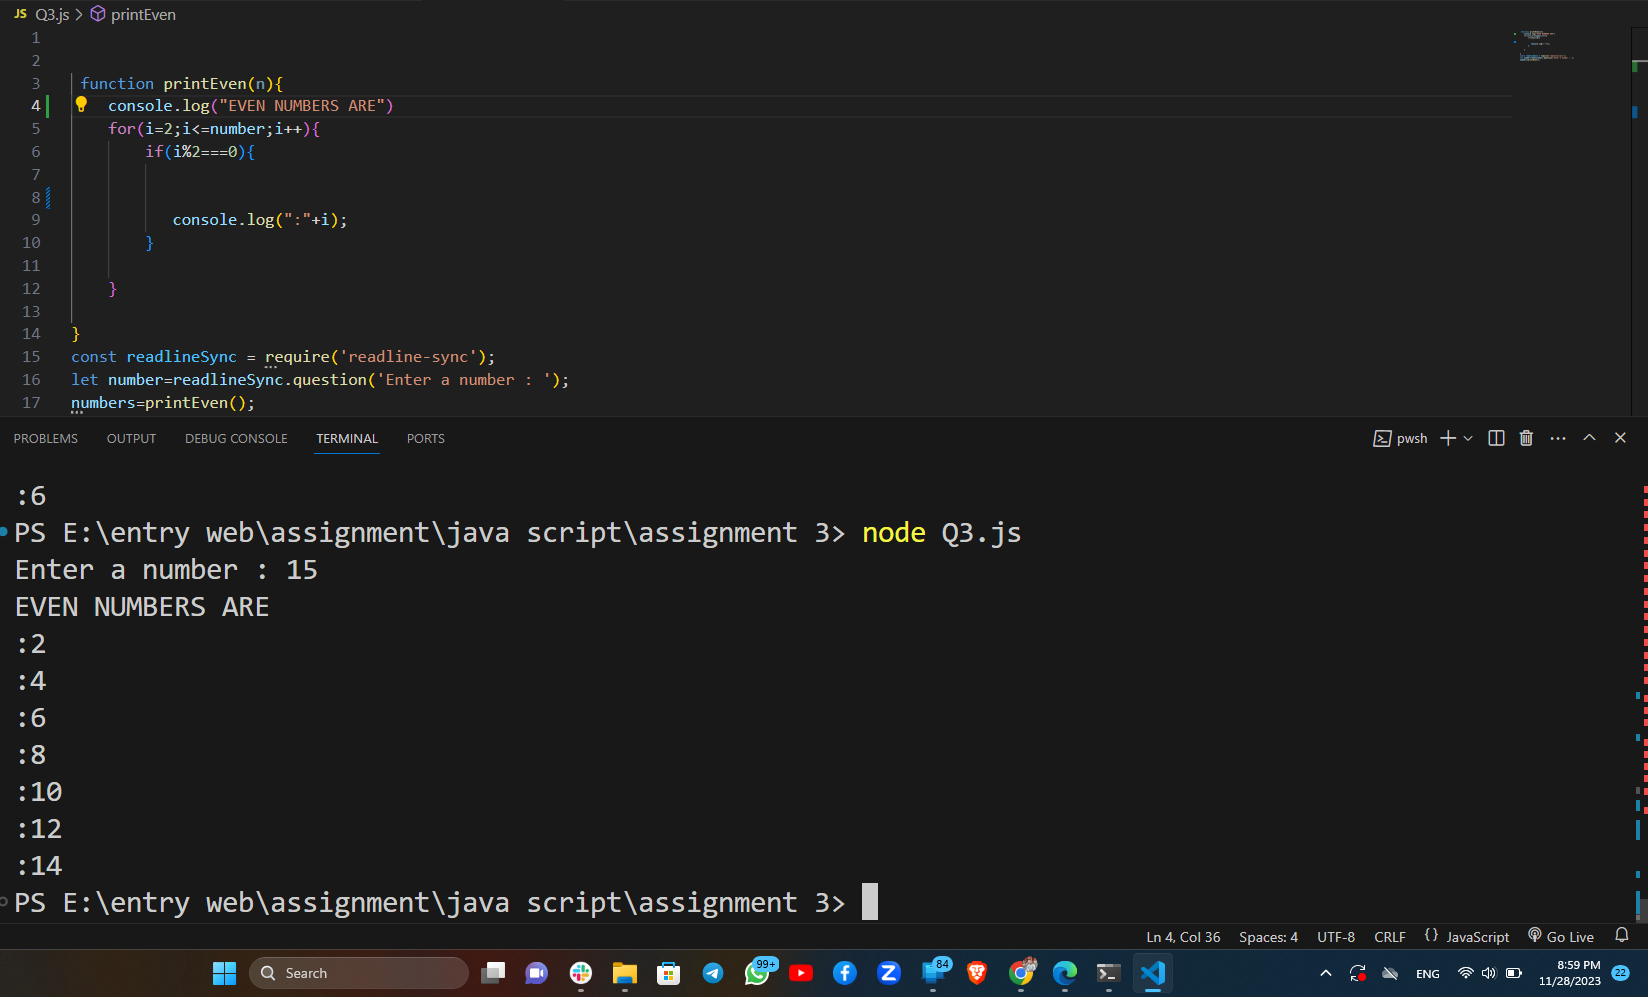 JS Q3.js > printEven
1
2
3 function printEven(n){
4 console.log("EVEN NUMBERS ARE")
5 for(i=2;i<=number;i++){
6 if(i%2===0){
7
8
9 console.log(":"+i);
10 }
11
12 }
13
14 }
15 const readlineSync = require('readline-sync');
16 let number=readlineSync.question('Enter a number : ');
17 numbers=printEven();
PROBLEMS OUTPUT DEBUG CONSOLE TERMINAL PORTS pwsh
:6
PS E:\entry web\assignment\java script\assignment 3> node Q3.js
Enter a number : 15
EVEN NUMBERS ARE
:2
:4
:6
:8
:10
:12
:14
PS E:\entry web\assignment\java script\assignment 3>
Ln 4, Col 36 Spaces: 4 UTF-8 CRLF {} JavaScript Go Live
Search 99+ 84 ENG 8:59 PM 22
11/28/2023